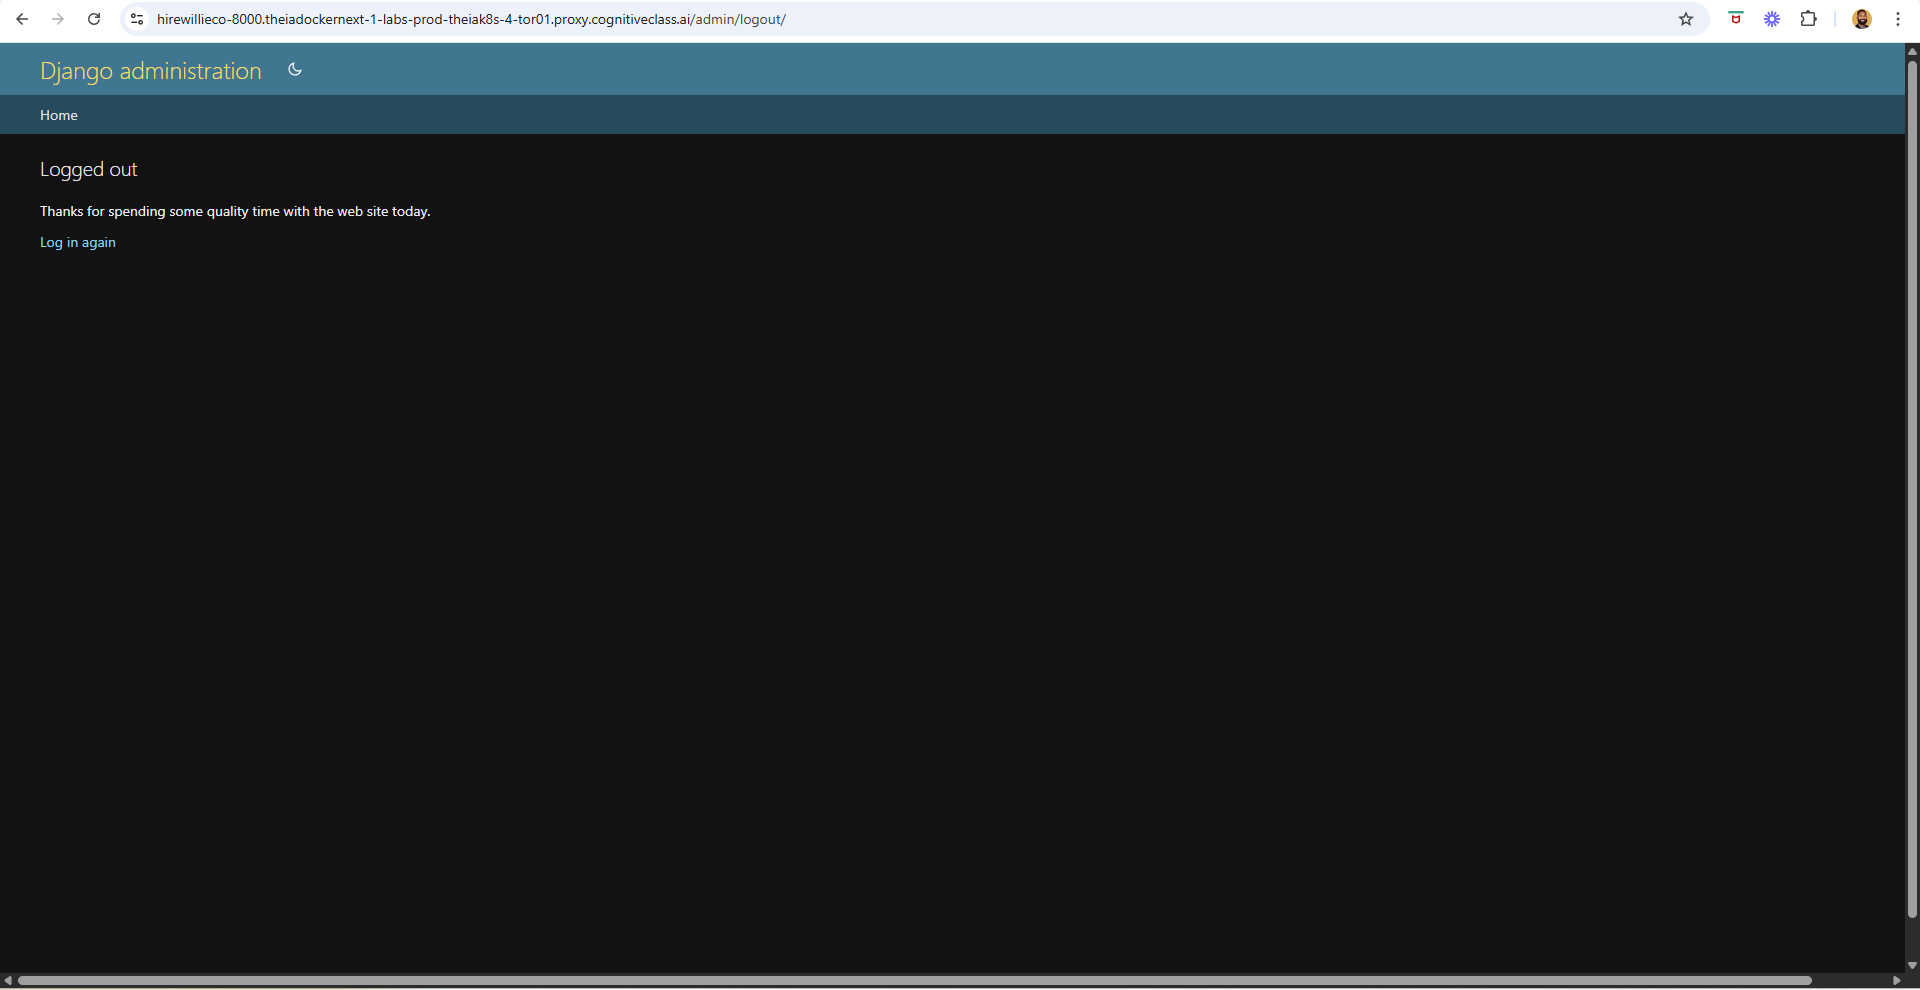 hirewillieco-8000.theiadockernext-1-labs-prod-theiak8s-4-tor01.proxy.cognitiveclass.ai/admin/logout/
Django administration
Home
Logged out
Thanks for spending some quality time with the web site today.
Log in again